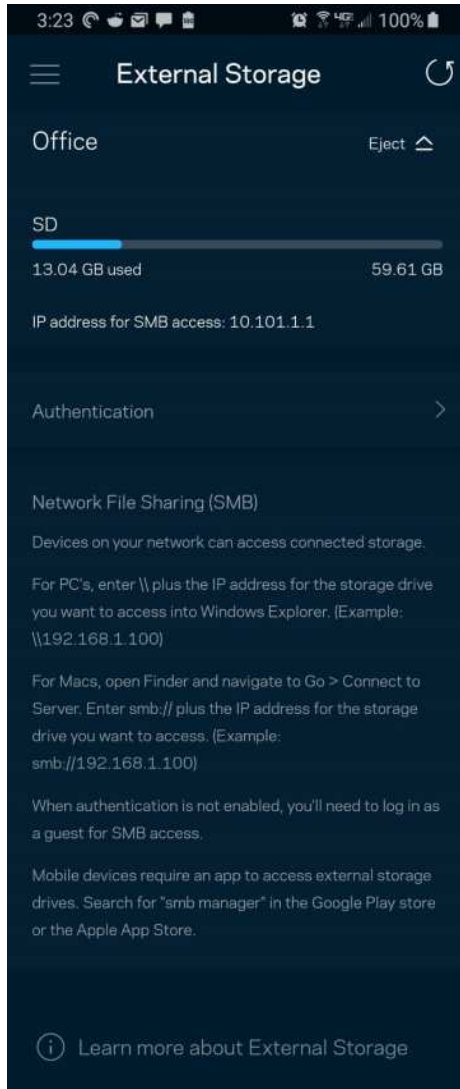 3:23 4G 100%
External Storage
Office Eject
SD
13.04 GB used 59.61 GB
IP address for SMB access: 10.101.1.1
Authentication
Network File Sharing (SMB)
Devices on your network can access connected storage.
For PC's, enter \\ plus the IP address for the storage drive
you want to access into Windows Explorer. (Example:
\\192.168.1.100)
For Macs, open Finder and navigate to Go > Connect to
Server. Enter smb:// plus the IP address for the storage
drive you want to access. (Example:
smb://192.168.1.100)
When authentication is not enabled, you'll need to log in as
a guest for SMB access.
Mobile devices require an app to access external storage
drives. Search for "smb manager" in the Google Play store
or the Apple App Store.
Learn more about External Storage